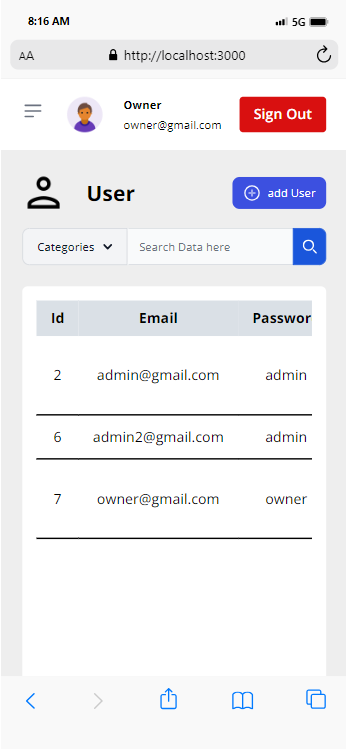 8:16 AM 5G
AA http://localhost:3000
Owner
owner@gmail.com
Sign Out
User
add User
Categories Search Data here
Id Email Passwor
2 admin@gmail.com admin
6 admin2@gmail.com admin
7 owner@gmail.com owner